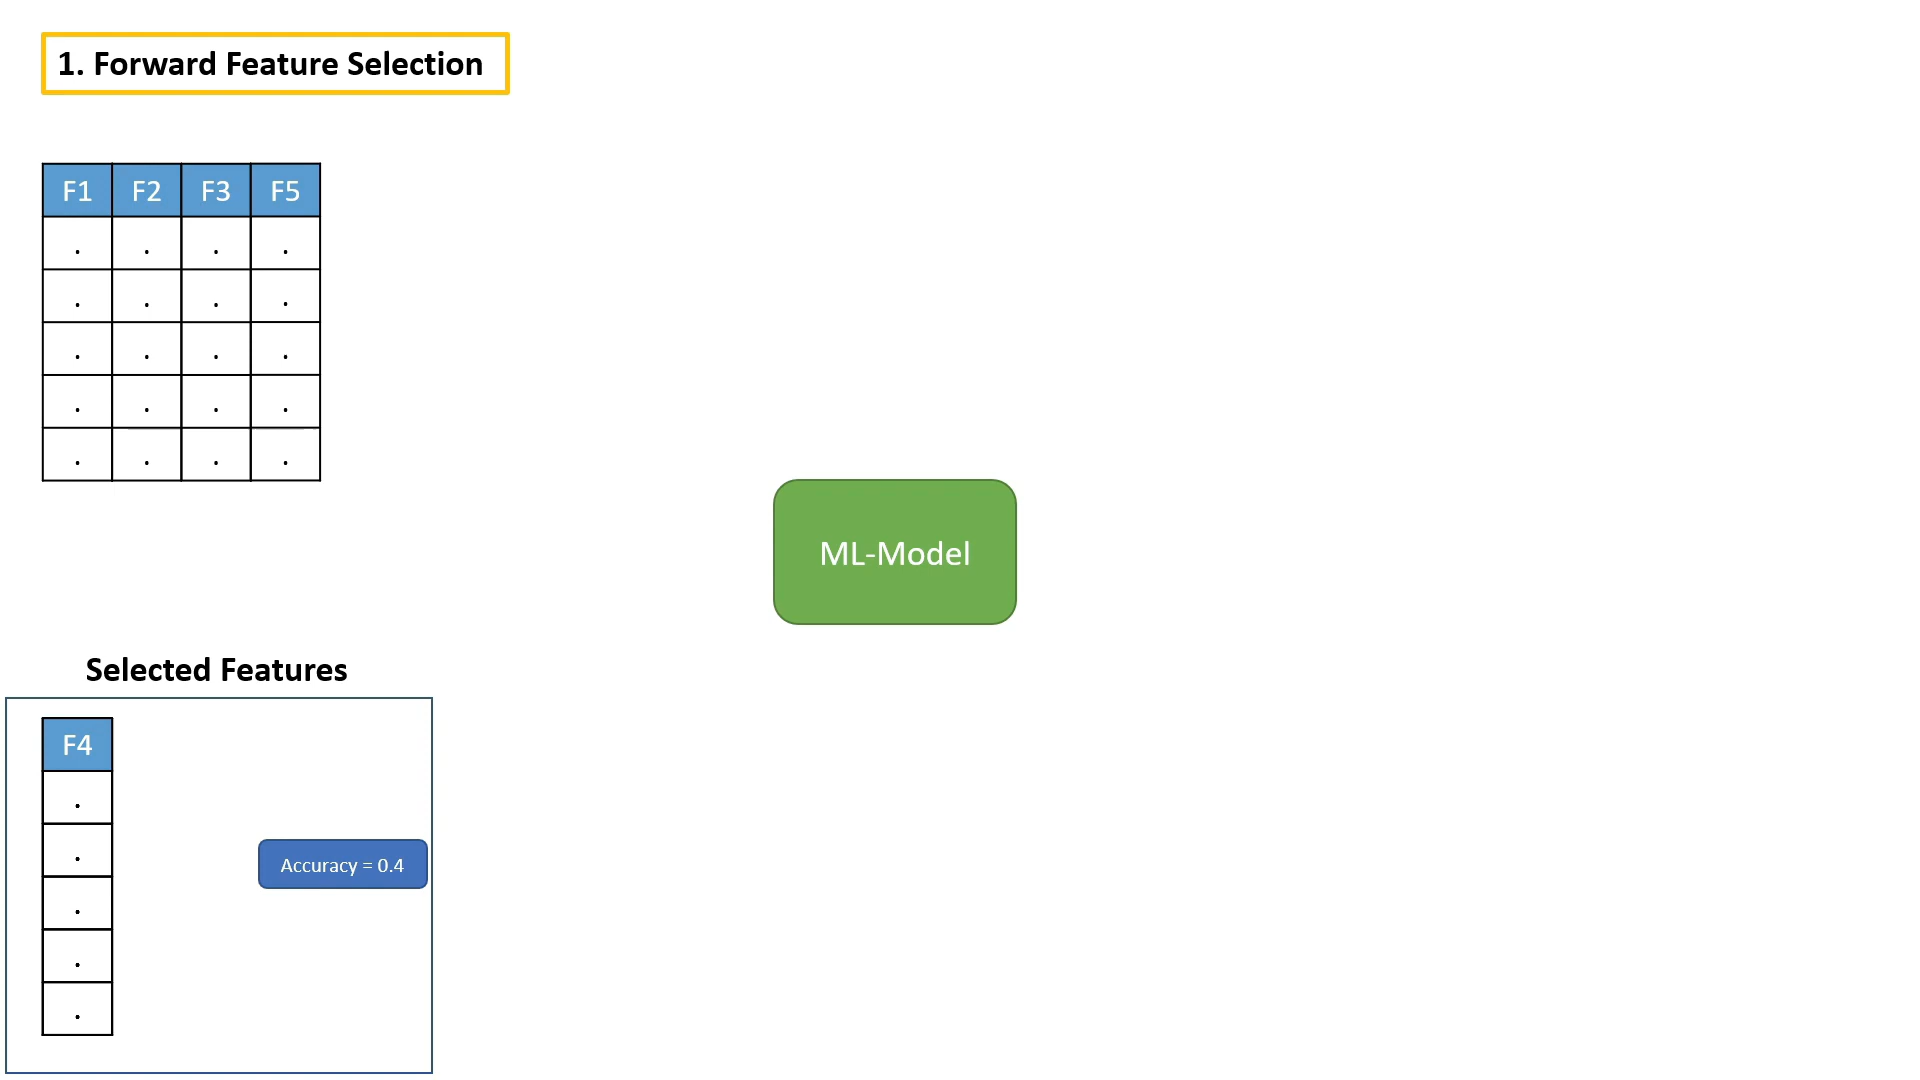 1. Forward Feature Selection
F1 F2 F3 F5
. . . .
. . . .
. . . .
. . . .
. . . .
ML-Model
Selected Features
F4
.
.
Accuracy = 0.4
.
.
.